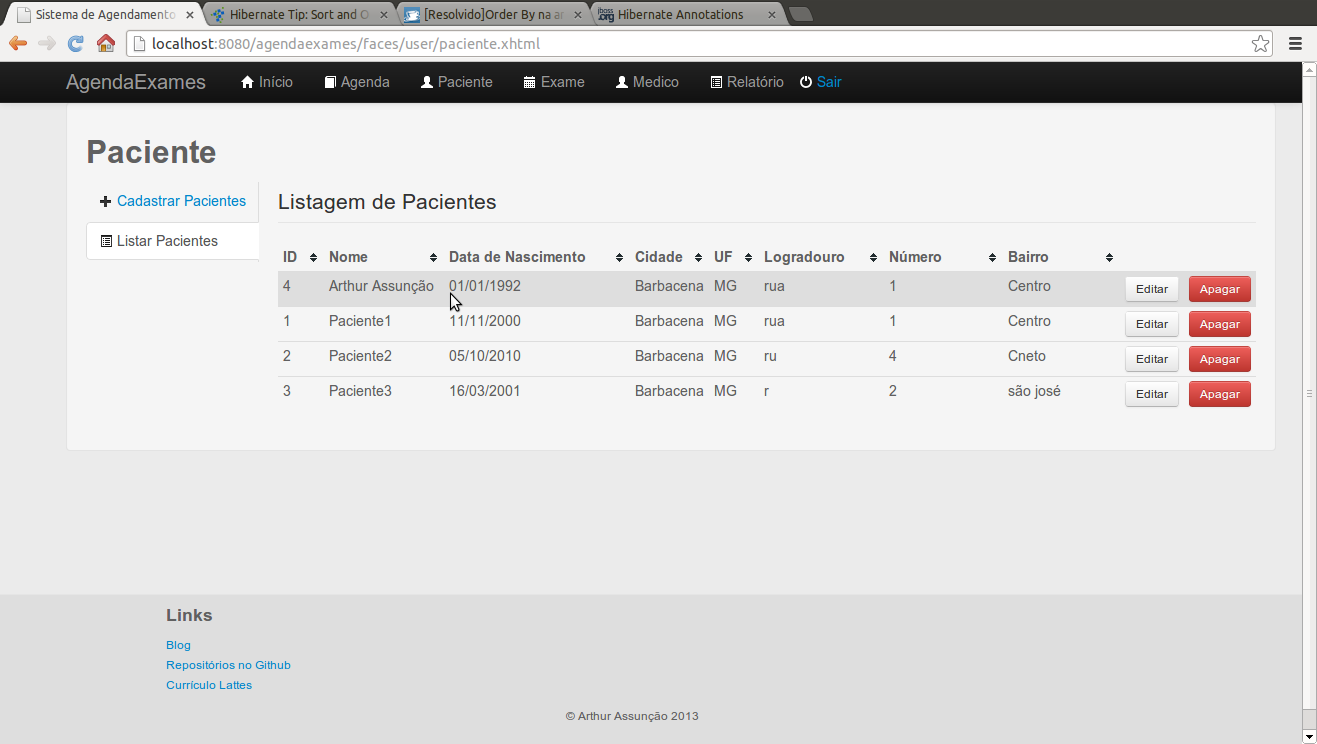 Sistema de Agendamento Hibernate Tip: Sort and O [Resolvido]Order By na an Hibernate Annotations
localhost:8080/agendaexames/faces/user/paciente.xhtml
AgendaExames Início Agenda Paciente Exame Medico Relatório Sair
Paciente
Cadastrar Pacientes
Listar Pacientes
Listagem de Pacientes
ID Nome Data de Nascimento Cidade UF Logradouro Número Bairro
4 Arthur Assunção 01/01/1992 Barbacena MG rua 1 Centro Editar Apagar
1 Paciente1 11/11/2000 Barbacena MG rua 1 Centro Editar Apagar
2 Paciente2 05/10/2010 Barbacena MG ru 4 Cneto Editar Apagar
3 Paciente3 16/03/2001 Barbacena MG r 2 são josé Editar Apagar
Links
Blog
Repositórios no Github
Currículo Lattes
© Arthur Assunção 2013